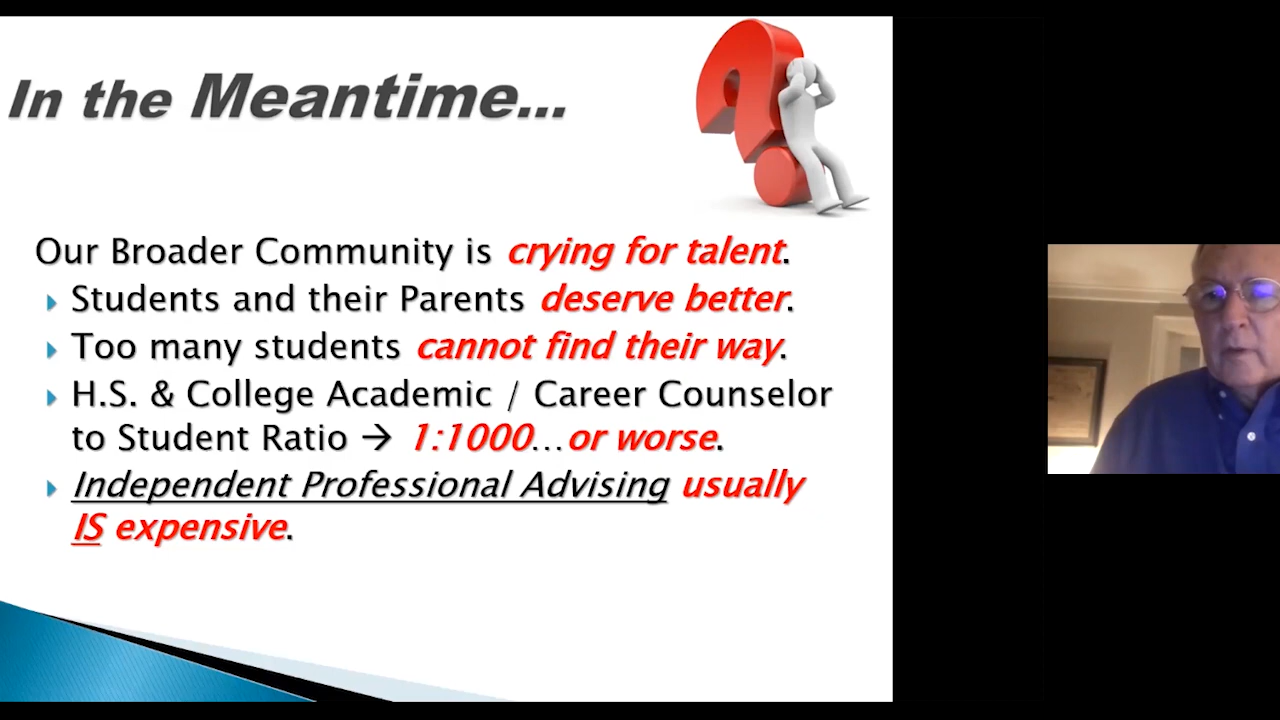 In the Meantime...
Our Broader Community is crying for talent.
Students and their Parents deserve better.
Too many students cannot find their way.
H.S. & College Academic / Career Counselor
to Student Ratio → 1:1000...or worse.
Independent Professional Advising usually
IS expensive.